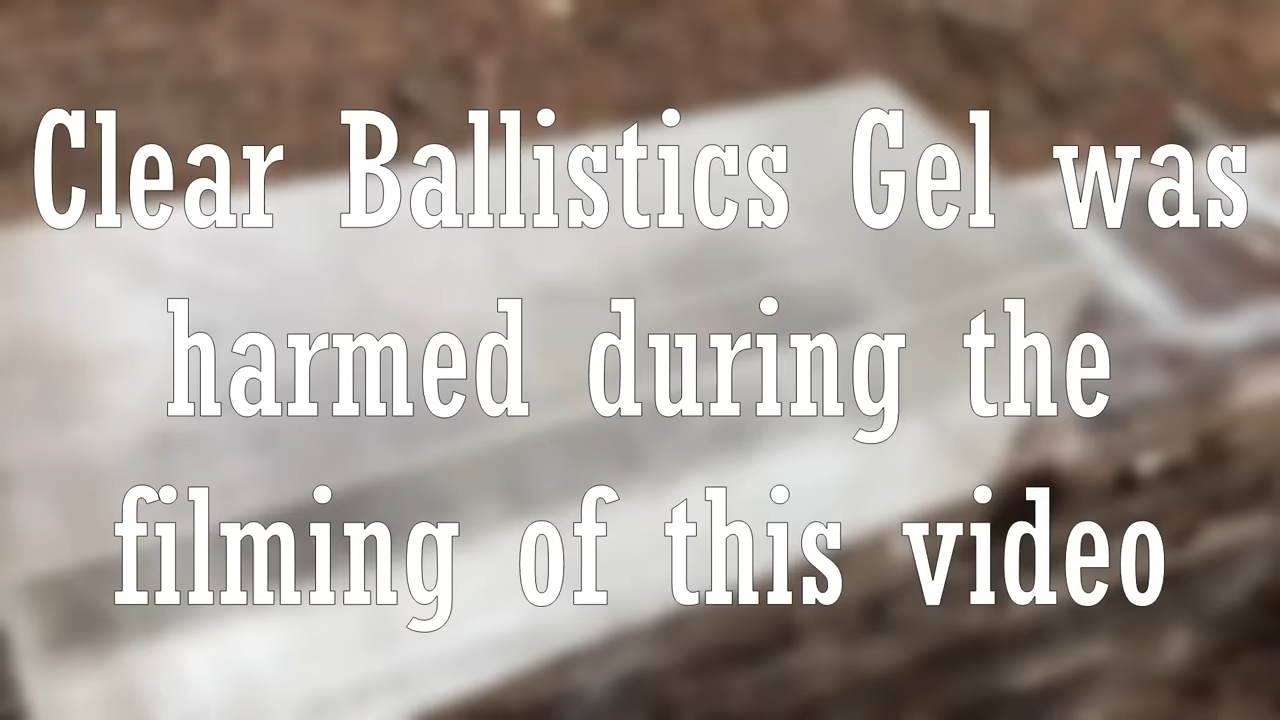 Clear Ballistics Gel was
harmed during the
filming of this video